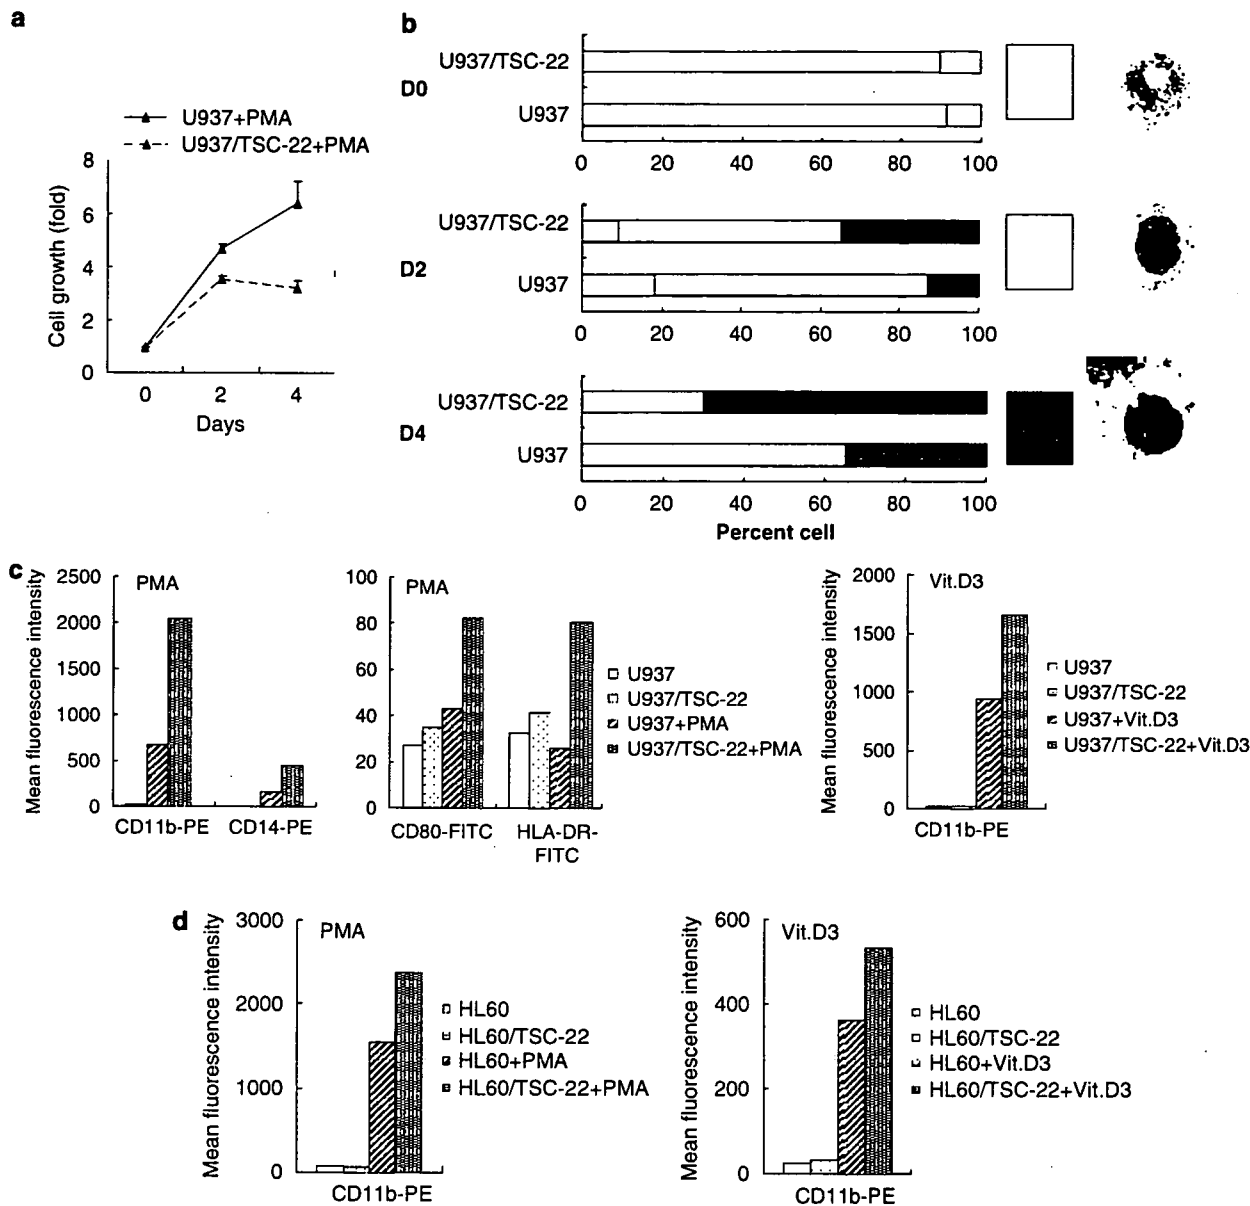 a
U937+PMA
U937/TSC-22+PMA
8
6
4
2
0
Cell growth (fold)
0 2 4
Days
b
D0
U937/TSC-22
U937
0 20 40 60 80 100
D2
U937/TSC-22
U937
0 20 40 60 80 100
D4
U937/TSC-22
U937
0 20 40 60 80 100
Percent cell
c
Mean fluorescence intensity
2500
2000
1500
1000
500
0
PMA
CD11b-PE CD14-PE
100
80
60
40
20
0
PMA
CD80-FITC HLA-DR-
FITC
U937
U937/TSC-22
U937+PMA
U937/TSC-22+PMA
Mean fluorescence intensity
2000
1500
1000
500
0
Vit.D3
CD11b-PE
U937
U937/TSC-22
U937+Vit.D3
U937/TSC-22+Vit.D3
d
Mean fluorescence intensity
3000
2000
1000
0
PMA
CD11b-PE
HL60
HL60/TSC-22
HL60+PMA
HL60/TSC-22+PMA
Mean fluorescence intensity
600
400
200
0
Vit.D3
CD11b-PE
HL60
HL60/TSC-22
HL60+Vit.D3
HL60/TSC-22+Vit.D3